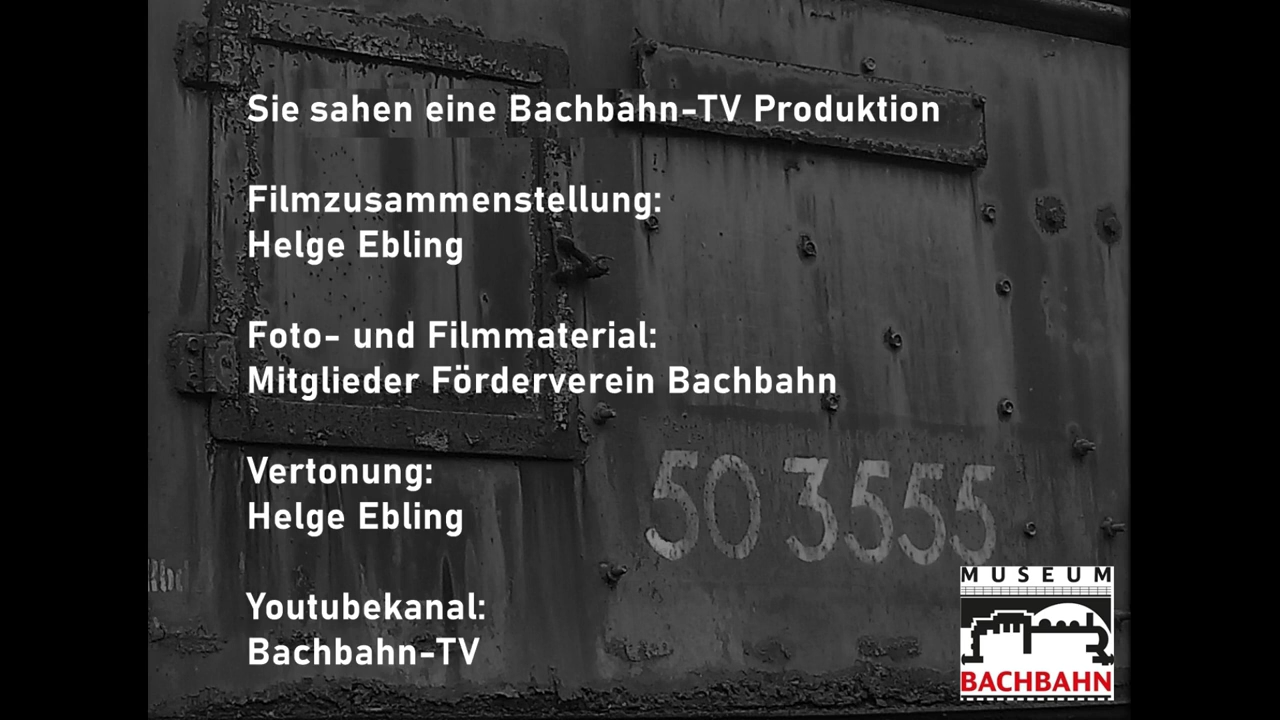 Sie sahen eine Bachbahn-TV Produktion
Filmzusammenstellung:
Helge Ebling
Foto- und Filmmaterial:
Mitglieder Förderverein Bachbahn
Vertonung:
Helge Ebling
50 3555
Youtubekanal:
Bachbahn-TV
MUSEUM
BACHBAHN